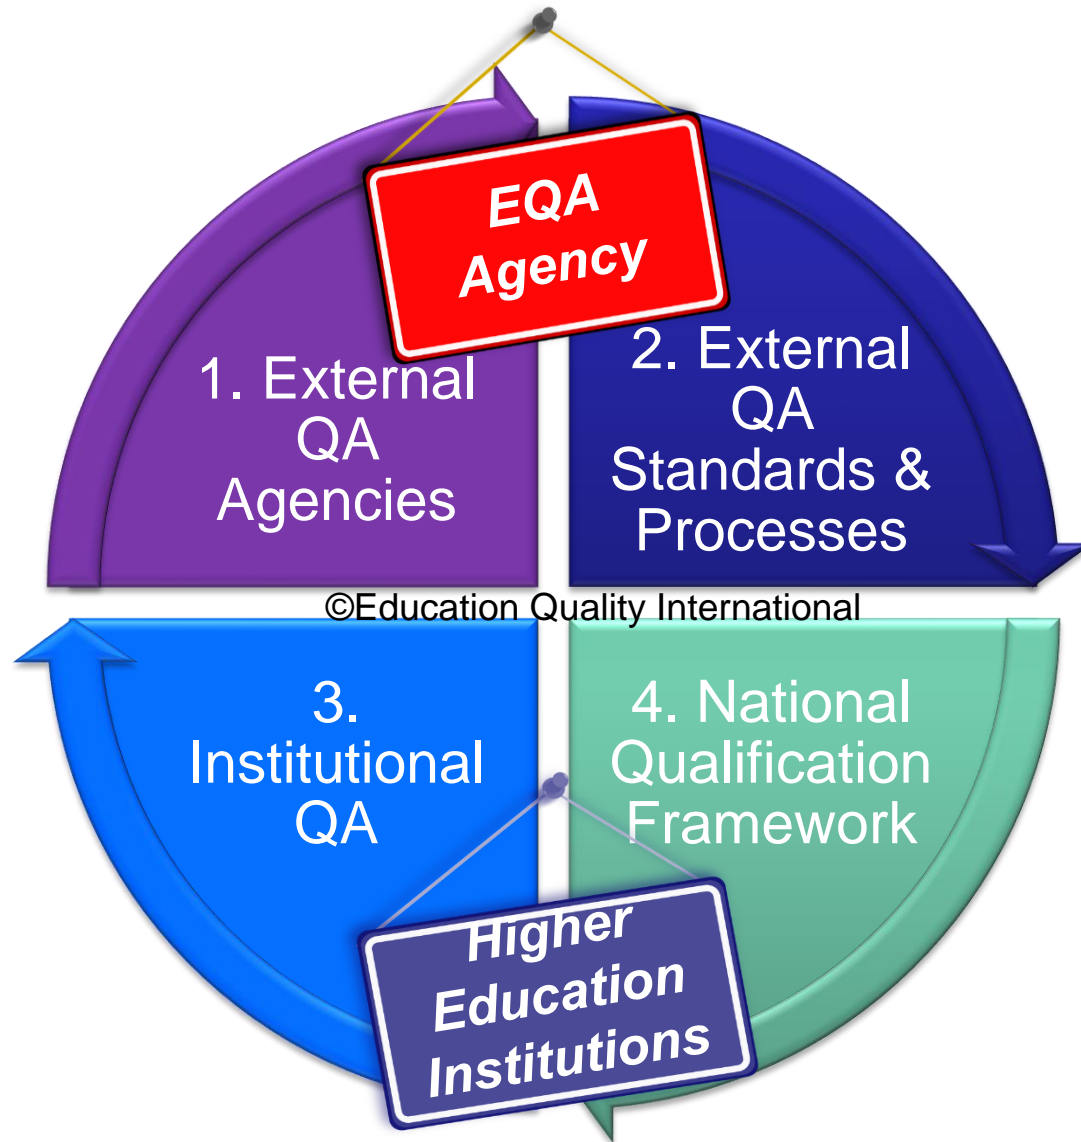 EQA
Agency
1. External
QA
Agencies
2. External
QA
Standards &
Processes
©Education Quality International
3.
Institutional
QA
4. National
Qualification
Framework
Higher
Education
Institutions